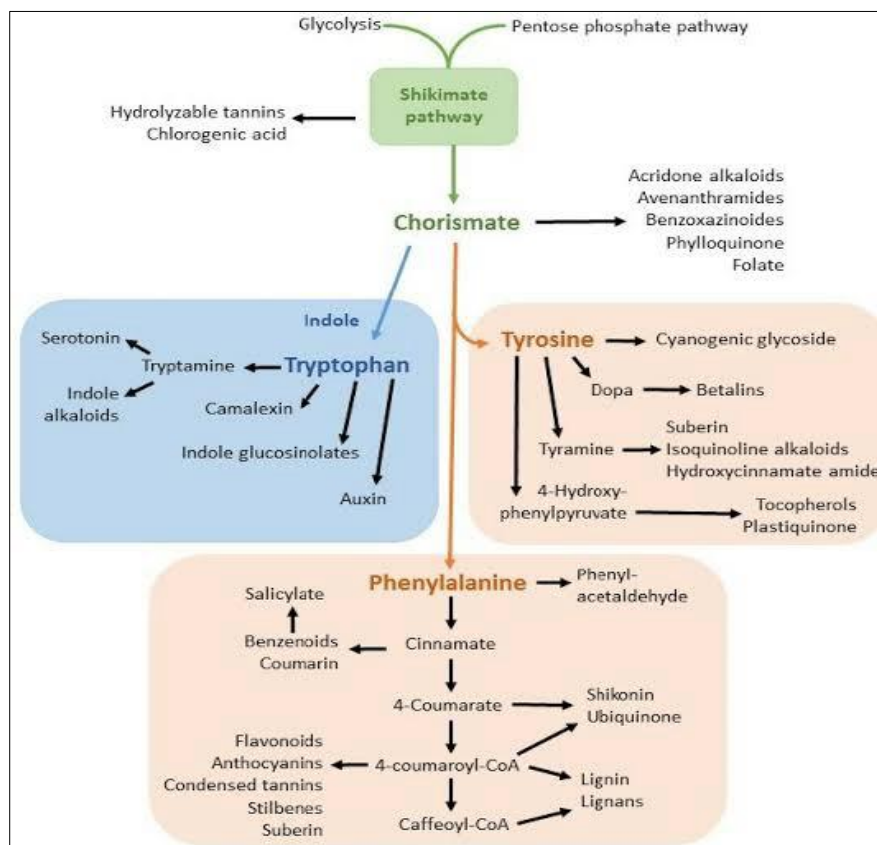 Glycolysis
Pentose phosphate pathway
Shikimate
pathway
Hydrolyzable tannins
Chlorogenic acid
Acridone alkaloids
Avenanthramides
Benzoxazinoides
Phylloquinone
Folate
Chorismate
Indole
Tryptophan
Serotonin
Tryptamine
Indole
alkaloids
Camalexin
Indole glucosinolates
Auxin
Tyrosine
Cyanogenic glycoside
Dopa
Betalins
Tyramine
Suberin
Isoquinoline alkaloids
Hydroxycinnamate amide
4-Hydroxy-
phenylpyruvate
Tocopherols
Plastiquinone
Phenylalanine
Phenyl-
acetaldehyde
Salicylate
Benzenoids
Coumarin
Cinnamate
4-Coumarate
Shikonin
Ubiquinone
Flavonoids
Anthocyanins
Condensed tannins
Stilbenes
Suberin
4-coumaroyl-CoA
Lignin
Lignans
Caffeoyl-CoA